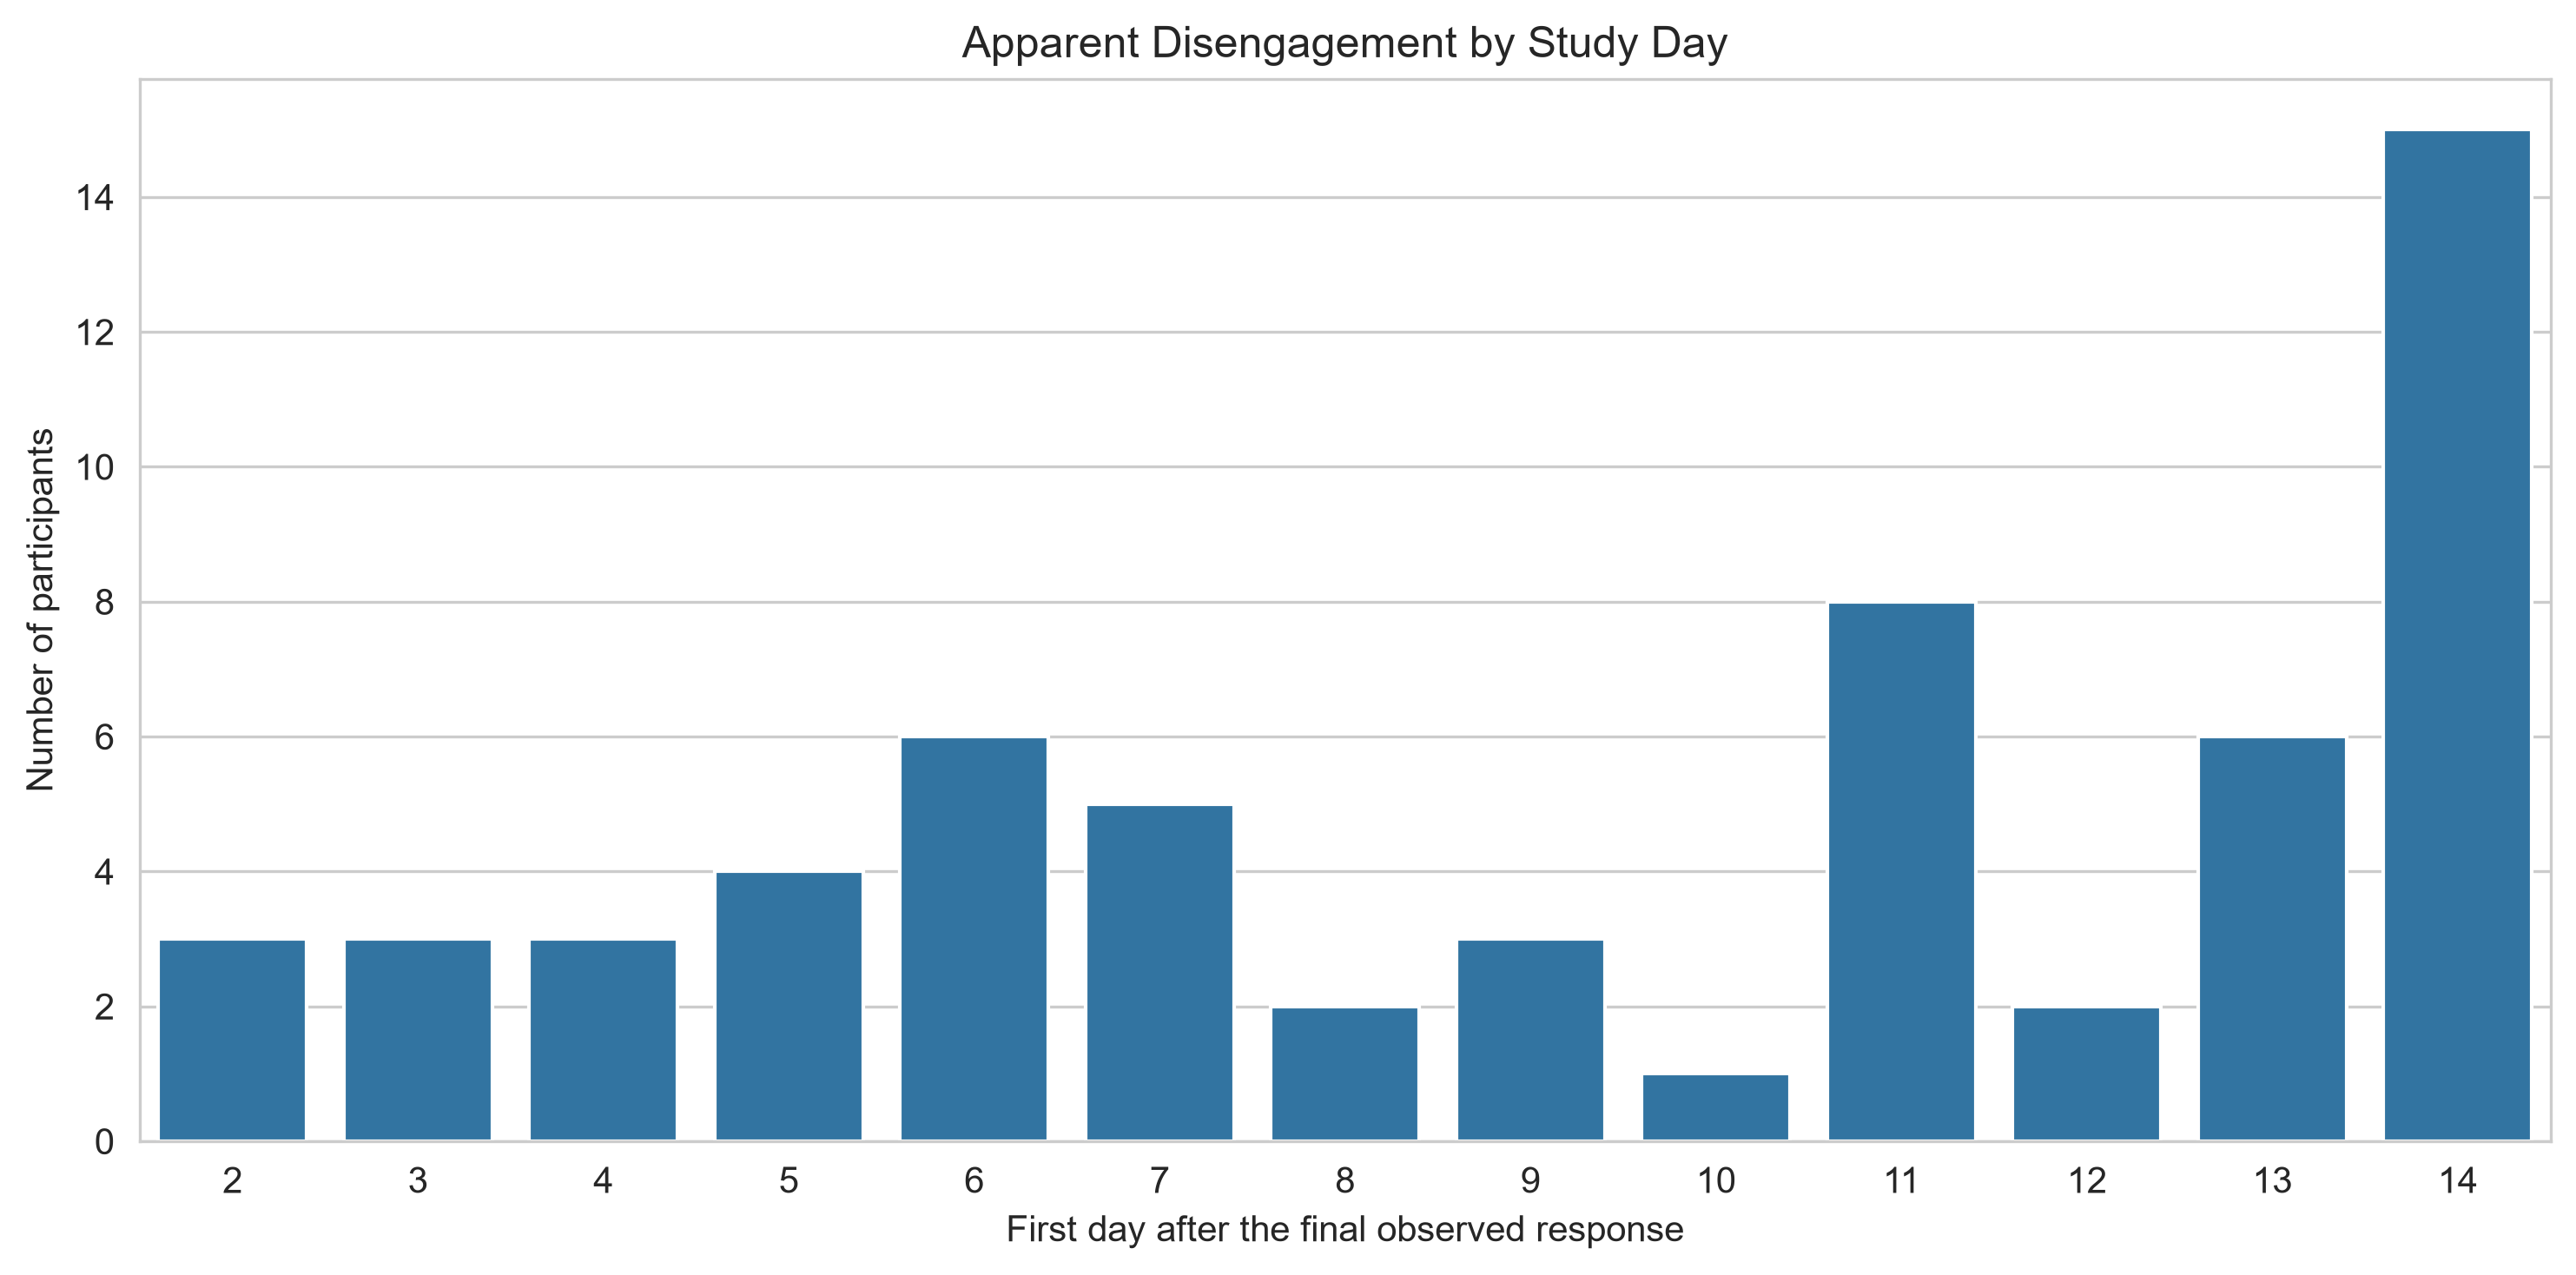 Apparent Disengagement by Study Day
Number of participants
14
12
10
8
6
4
2
0
2 3 4 5 6 7 8 9 10 11 12 13 14
First day after the final observed response